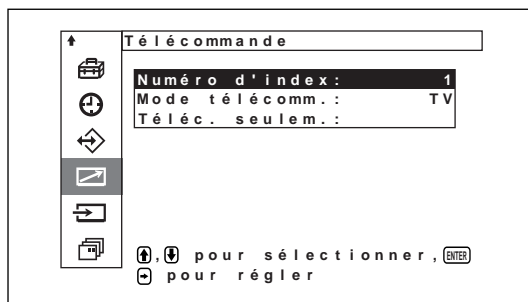 Télécommande
Numéro d'index: 1
Mode télécomm.: TV
Téléc. seulem.:
, pour sélectionner, ENTER
pour régler